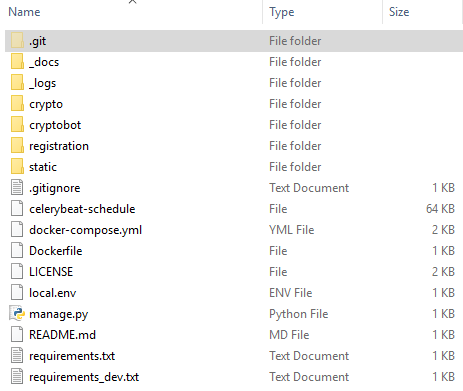 Name Type Size
.git File folder
_docs File folder
_logs File folder
crypto File folder
cryptobot File folder
registration File folder
static File folder
.gitignore Text Document 1 KB
celerybeat-schedule File 64 KB
docker-compose.yml YML File 2 KB
Dockerfile File 1 KB
LICENSE File 2 KB
local.env ENV File 1 KB
manage.py Python File 1 KB
README.md MD File 1 KB
requirements.txt Text Document 1 KB
requirements_dev.txt Text Document 1 KB